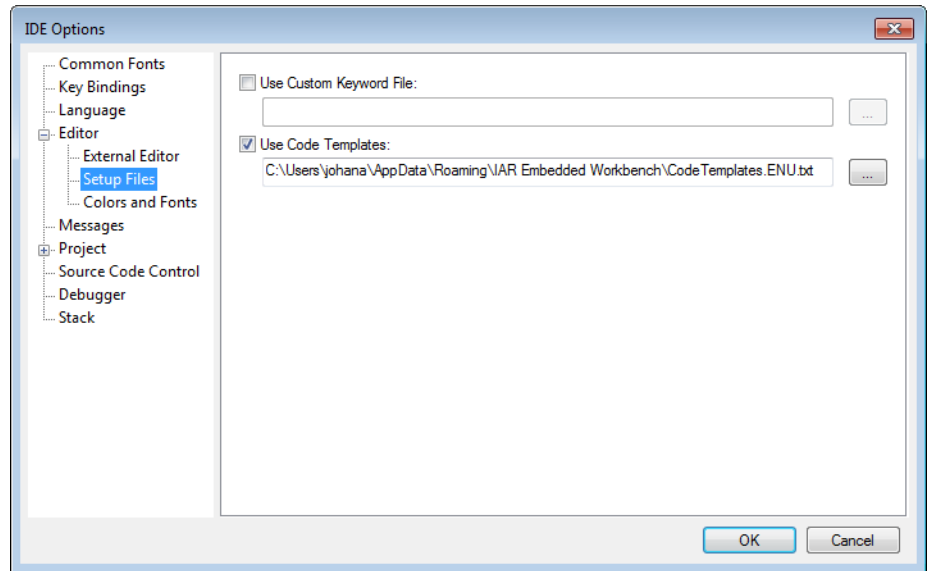 IDE Options
Common Fonts
Key Bindings
Language
Editor
External Editor
Setup Files
Colors and Fonts
Messages
Project
Source Code Control
Debugger
Stack
Use Custom Keyword File:
...
Use Code Templates:
C:\Users\johana\AppData\Roaming\IAR Embedded Workbench\CodeTemplates.ENU.txt
...
OK
Cancel